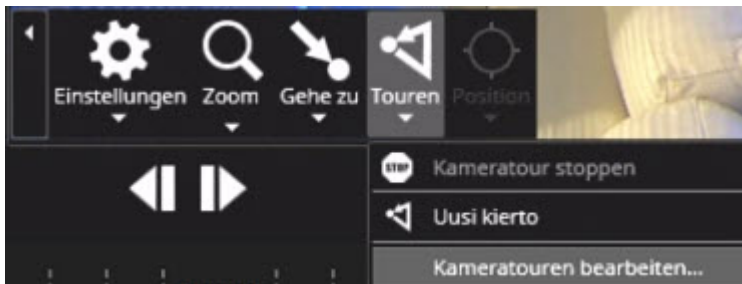 Einstellungen Zoom Gehe zu Touren Position
STOP Kameratour stoppen
Uusi kierto
Kameratouren bearbeiten...